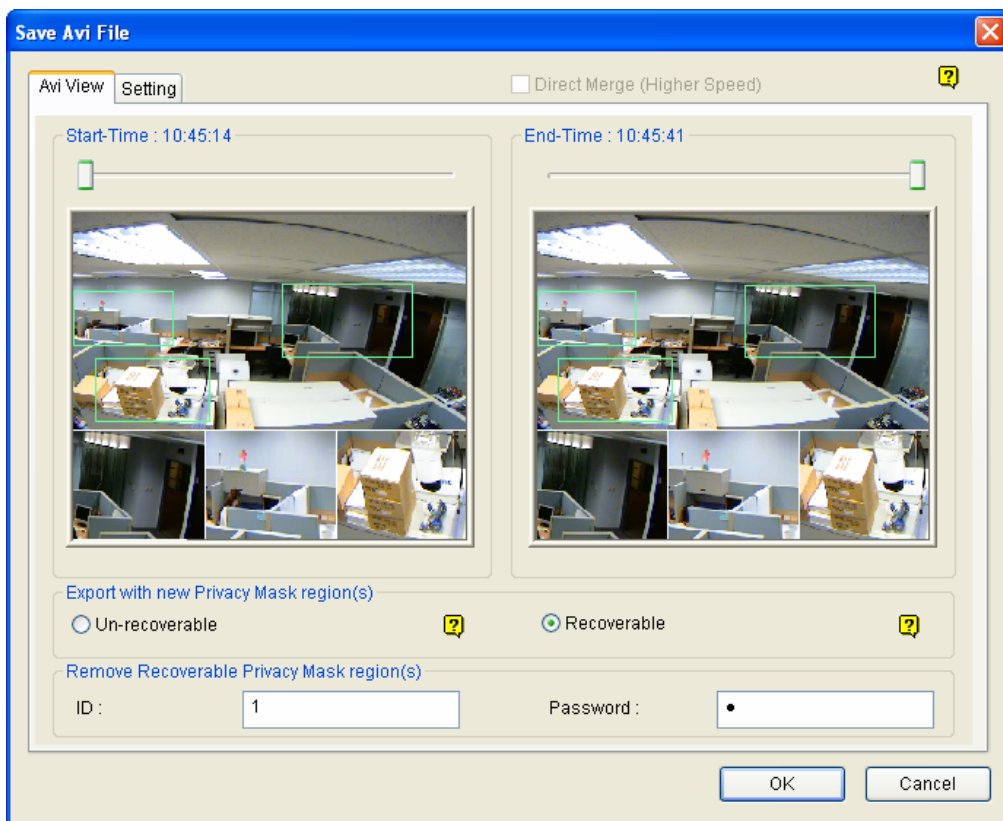 Save Avi File
Avi View
Setting
Direct Merge (Higher Speed)
Start-Time : 10:45:14
End-Time : 10:45:41
Export with new Privacy Mask region(s)
Un-recoverable
Recoverable
Remove Recoverable Privacy Mask region(s)
ID :
1
Password :
OK
Cancel